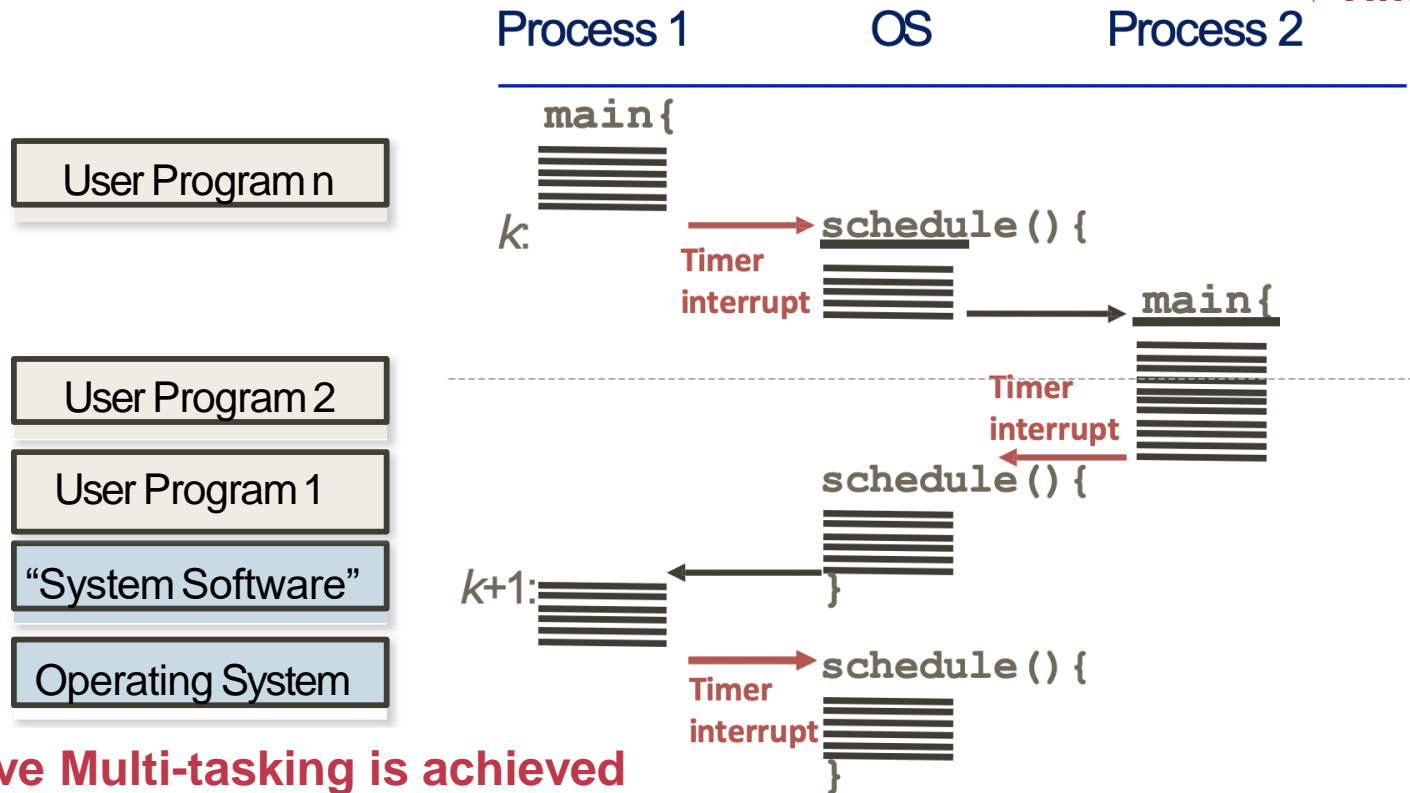 Process 1 OS Process 2
main{
User Program n
k:
schedule(){
Timer
interrupt
main{
User Program 2
Timer
interrupt
User Program 1
schedule(){
“System Software”
k+1:
}
Operating System
schedule(){
Timer
interrupt
ve Multi-tasking is achieved
}